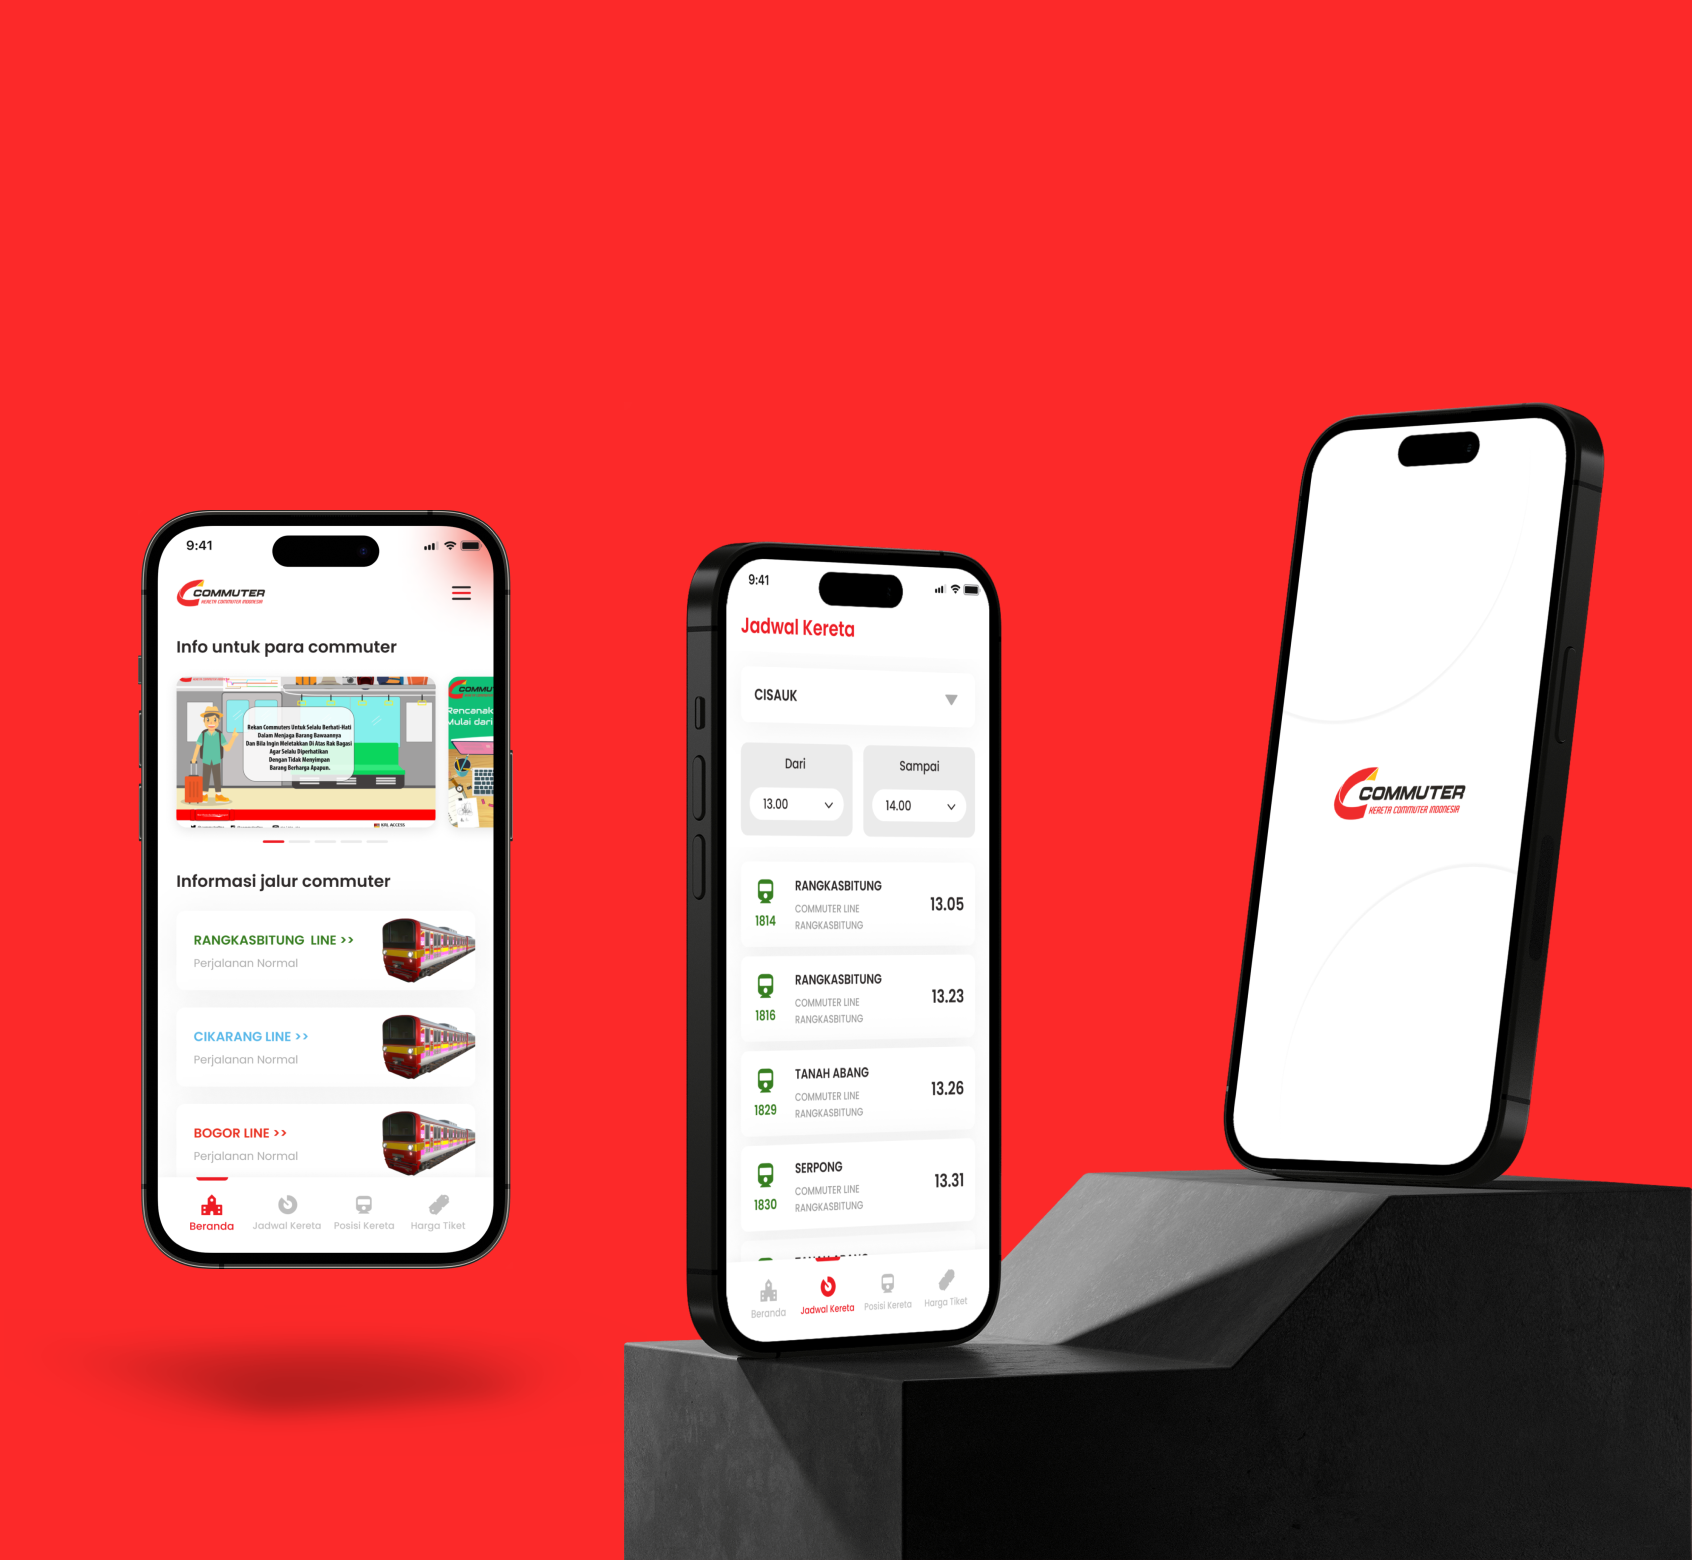 9:41
COMMUTER
KERETA COMMUTER INDONESIA
Info untuk para commuter
Rekan Commuters Untuk Selalu Berhati-Hati
Dalam Menjaga Barang Bawaannya
Dan Bila Ingin Meletakkan Di Atas Rak Bagasi
Agar Selalu Diperhatikan
Dengan Tidak Menyimpan
Barang Berharga Apapun.
KRL ACCESS
COMMU
Rencanak
Mulai dari
Informasi jalur commuter
RANGKASBITUNG LINE >>
Perjalanan Normal
CIKARANG LINE >>
Perjalanan Normal
BOGOR LINE >>
Perjalanan Normal
Beranda Jadwal Kereta Posisi Kereta Harga Tiket
9:41
Jadwal Kereta
CISAUK
Dari Sampai
13.00 14.00
RANGKASBITUNG
COMMUTER LINE
RANGKASBITUNG
1814
13.05
RANGKASBITUNG
COMMUTER LINE
RANGKASBITUNG
1816
13.23
TANAH ABANG
COMMUTER LINE
RANGKASBITUNG
1829
13.26
SERPONG
COMMUTER LINE
RANGKASBITUNG
1830
13.31
Beranda Jadwal Kereta Posisi Kereta Harga Tiket
COMMUTER
KERETA COMMUTER INDONESIA